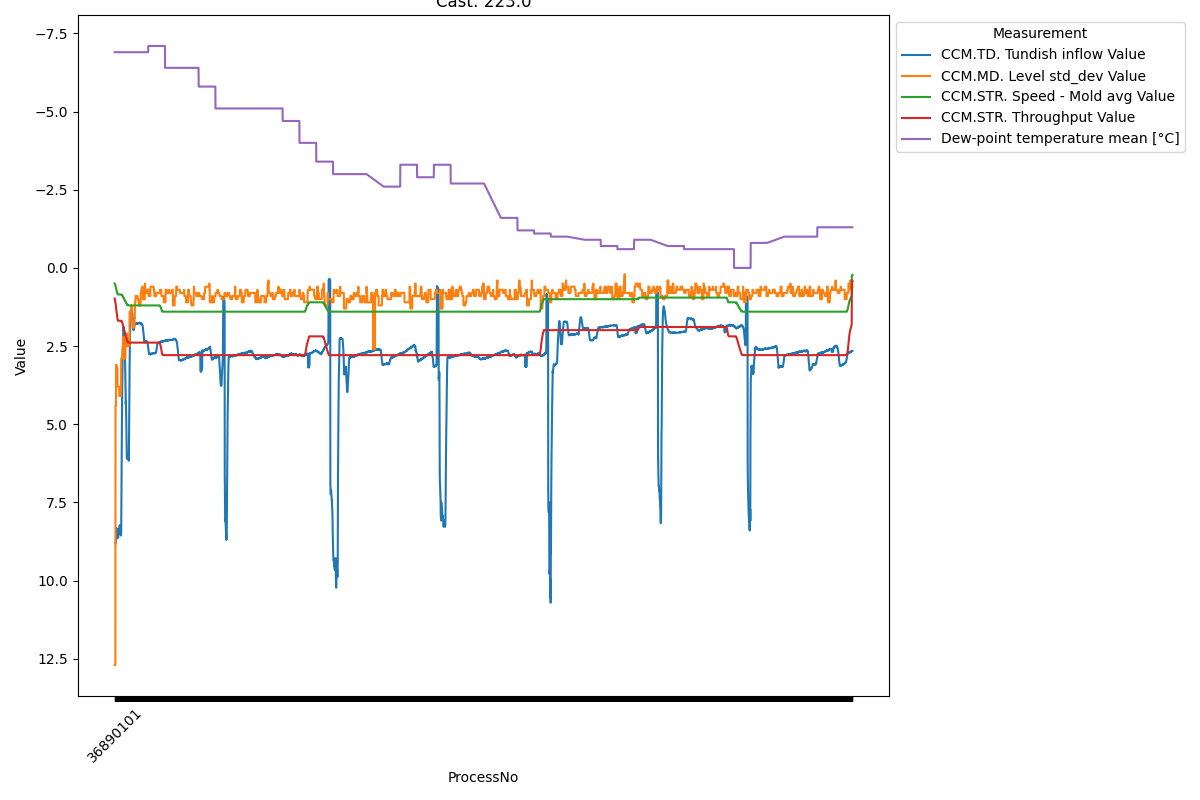 Cast: 223.0
−7.5
−5.0
−2.5
0.0
2.5
5.0
7.5
10.0
12.5
Value
36890101
ProcessNo
Measurement
CCM.TD. Tundish inflow Value
CCM.MD. Level std_dev Value
CCM.STR. Speed - Mold avg Value
CCM.STR. Throughput Value
Dew-point temperature mean [°C]